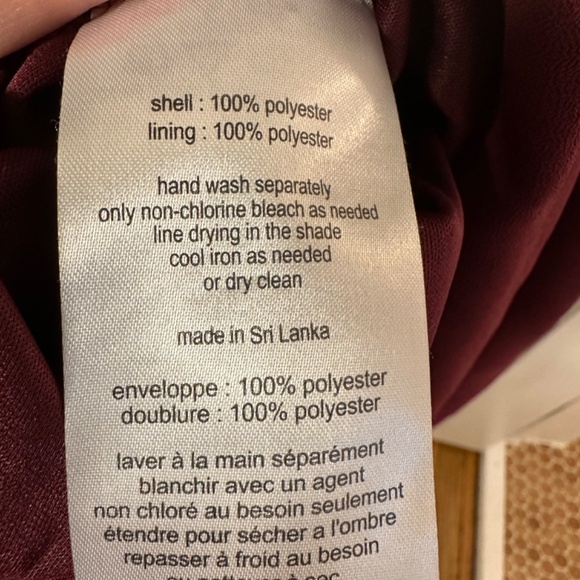 shell : 100% polyester
lining : 100% polyester
hand wash separately
only non-chlorine bleach as needed
line drying in the shade
cool iron as needed
or dry clean
made in Sri Lanka
enveloppe : 100% polyester
doublure : 100% polyester
laver à la main séparément
blanchir avec un agent
non chloré au besoin seulement
étendre pour sécher a l'ombre
repasser à froid au besoin
à sec